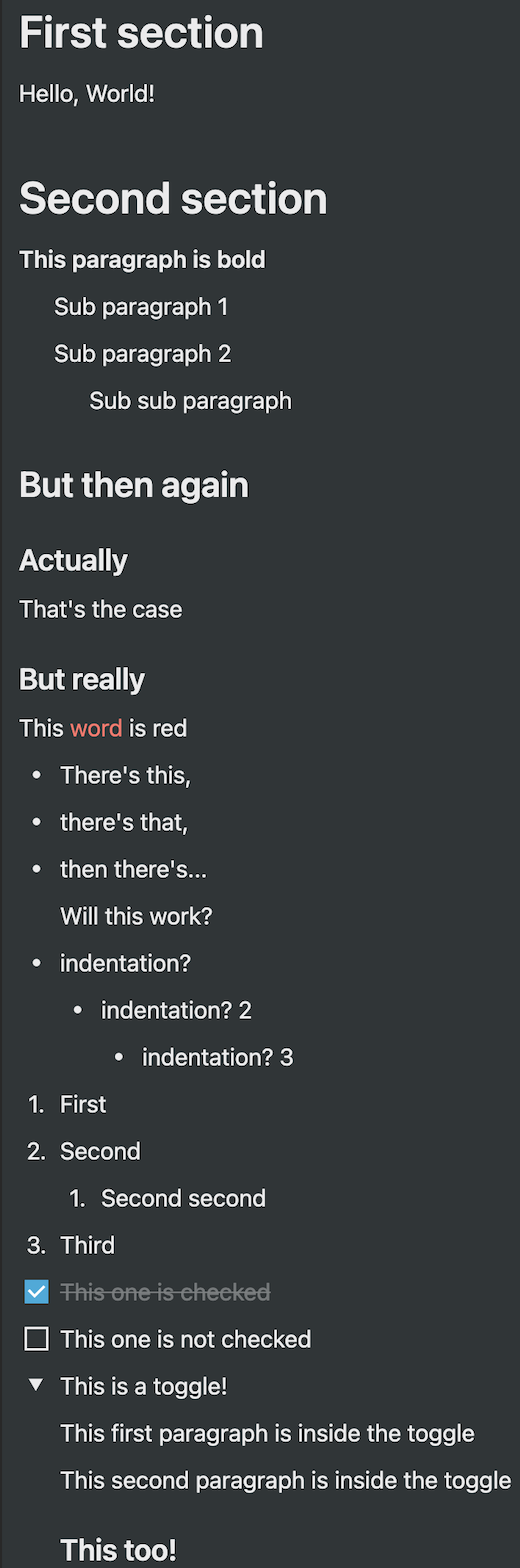 First section
Hello, World!
Second section
This paragraph is bold
Sub paragraph 1
Sub paragraph 2
Sub sub paragraph
But then again
Actually
That's the case
But really
This word is red
• There's this,
• there's that,
• then there's...
Will this work?
• indentation?
• indentation? 2
• indentation? 3
1. First
2. Second
1. Second second
3. Third
This one is checked
This one is not checked
This is a toggle!
This first paragraph is inside the toggle
This second paragraph is inside the toggle
This too!